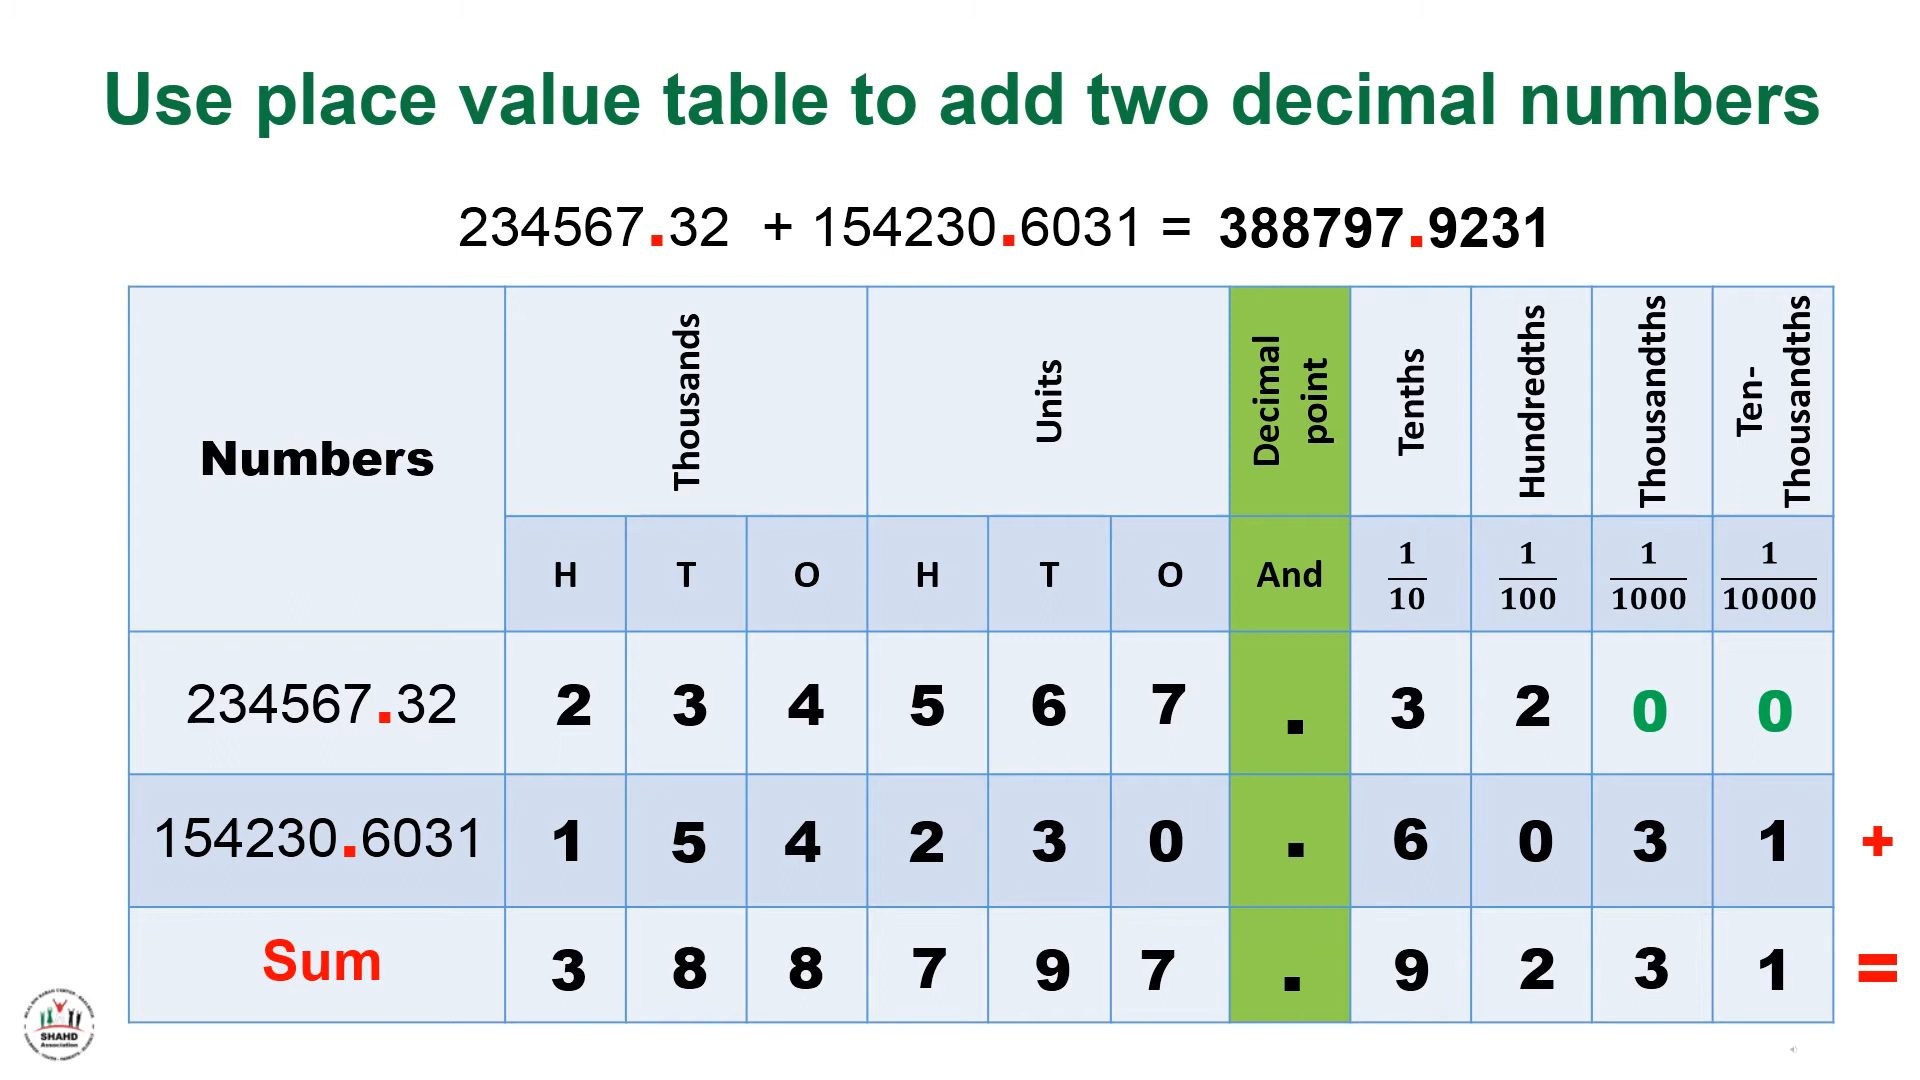 Use place value table to add two decimal numbers
234567.32 + 154230.6031 = 388797.9231
Numbers Thousands Units Decimal point Tenths Hundredths Thousandths Ten-Thousandths
H T O H T O And 1/10 1/100 1/1000 1/10000
234567.32 2 3 4 5 6 7 . 3 2 0 0
154230.6031 1 5 4 2 3 0 . 6 0 3 1 +
Sum 3 8 8 7 9 7 . 9 2 3 1 =
SHAHD
Association